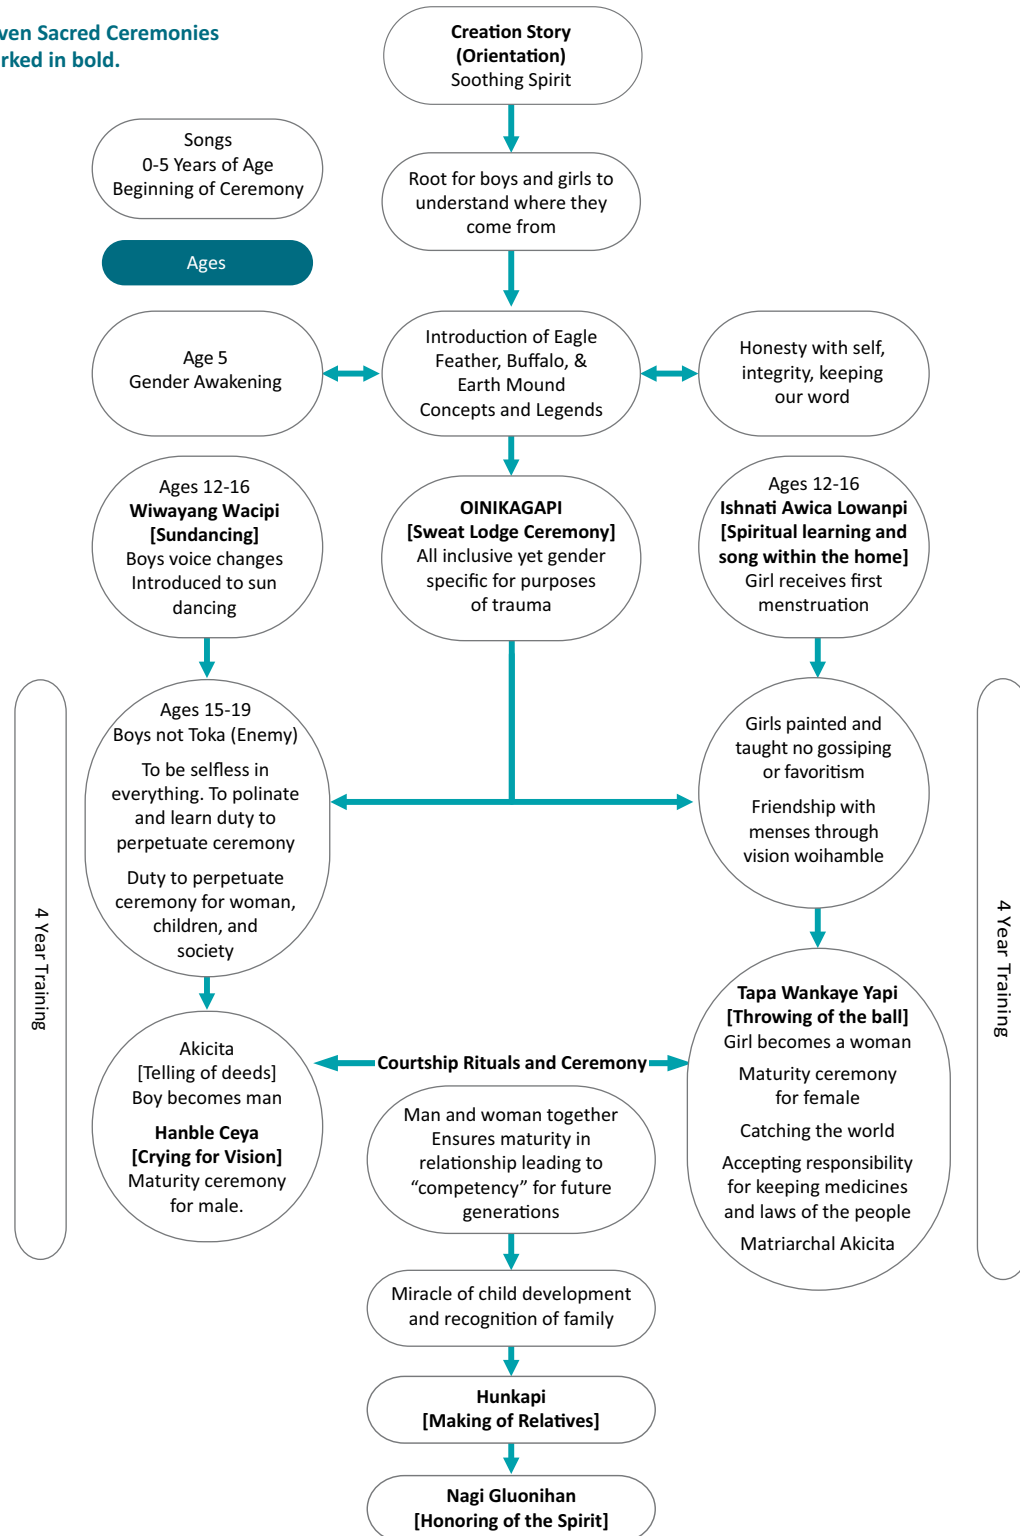 ven Sacred Ceremonies
rked in bold.
Creation Story
(Orientation)
Soothing Spirit
Songs
0-5 Years of Age
Beginning of Ceremony
Root for boys and girls to
understand where they
come from
Ages
Age 5
Gender Awakening
Introduction of Eagle
Feather, Buffalo, &
Earth Mound
Concepts and Legends
Honesty with self,
integrity, keeping
our word
Ages 12-16
Wiwayang Wacipi
[Sundancing]
Boys voice changes
Introduced to sun
dancing
OINIKAGAPI
[Sweat Lodge Ceremony]
All inclusive yet gender
specific for purposes
of trauma
Ages 12-16
Ishnati Awica Lowanpi
[Spiritual learning and
song within the home]
Girl receives first
menstruation
4 Year Training
Ages 15-19
Boys not Toka (Enemy)
To be selfless in
everything. To polinate
and learn duty to
perpetuate ceremony
Duty to perpetuate
ceremony for woman,
children, and
society
Girls painted and
taught no gossiping
or favoritism
Friendship with
menses through
vision woihamble
4 Year Training
Akicita
[Telling of deeds]
Boy becomes man
Hanble Ceya
[Crying for Vision]
Maturity ceremony
for male.
Courtship Rituals and Ceremony
Man and woman together
Ensures maturity in
relationship leading to
“competency” for future
generations
Tapa Wankaye Yapi
[Throwing of the ball]
Girl becomes a woman
Maturity ceremony
for female
Catching the world
Accepting responsibility
for keeping medicines
and laws of the people
Matriarchal Akicita
Miracle of child development
and recognition of family
Hunkapi
[Making of Relatives]
Nagi Gluonihan
[Honoring of the Spirit]